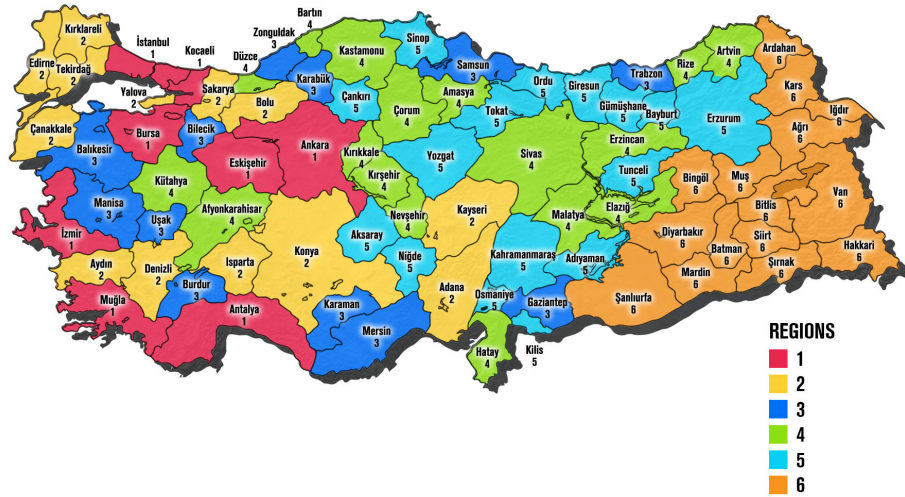 Bartın
4
Zonguldak
3
Kırklareli
2
İstanbul
1
Kocaeli
1
Düzce
4
Kastamonu
4
Sinop
5
Samsun
3
Artvin
4
Ardahan
6
Edirne
2
Tekirdağ
2
Yalova
2
Sakarya
2
Bolu
2
Karabük
3
Çankırı
5
Çorum
4
Amasya
4
Tokat
5
Ordu
5
Giresun
5
Trabzon
3
Rize
4
Kars
6
Iğdır
6
Gümüşhane
5
Bayburt
5
Erzurum
5
Ağrı
6
Çanakkale
2
Balıkesir
3
Bursa
1
Bilecik
3
Eskişehir
1
Ankara
1
Kırıkkale
4
Yozgat
5
Sivas
4
Erzincan
4
Tunceli
5
Bingöl
6
Muş
6
Van
6
Kütahya
4
Kırşehir
4
Manisa
3
Uşak
3
Afyonkarahisar
4
Nevşehir
4
Kayseri
2
Malatya
4
Elazığ
4
Bitlis
6
İzmir
1
Aksaray
5
Diyarbakır
6
Siirt
6
Batman
6
Hakkari
6
Aydın
2
Denizli
2
Isparta
2
Konya
2
Niğde
5
Kahramanmaraş
5
Adıyaman
5
Mardin
6
Şırnak
6
Burdur
3
Muğla
1
Antalya
1
Karaman
3
Mersin
3
Adana
2
Osmaniye
5
Gaziantep
3
Şanlıurfa
6
Hatay
4
Kilis
5
REGIONS
1
2
3
4
5
6